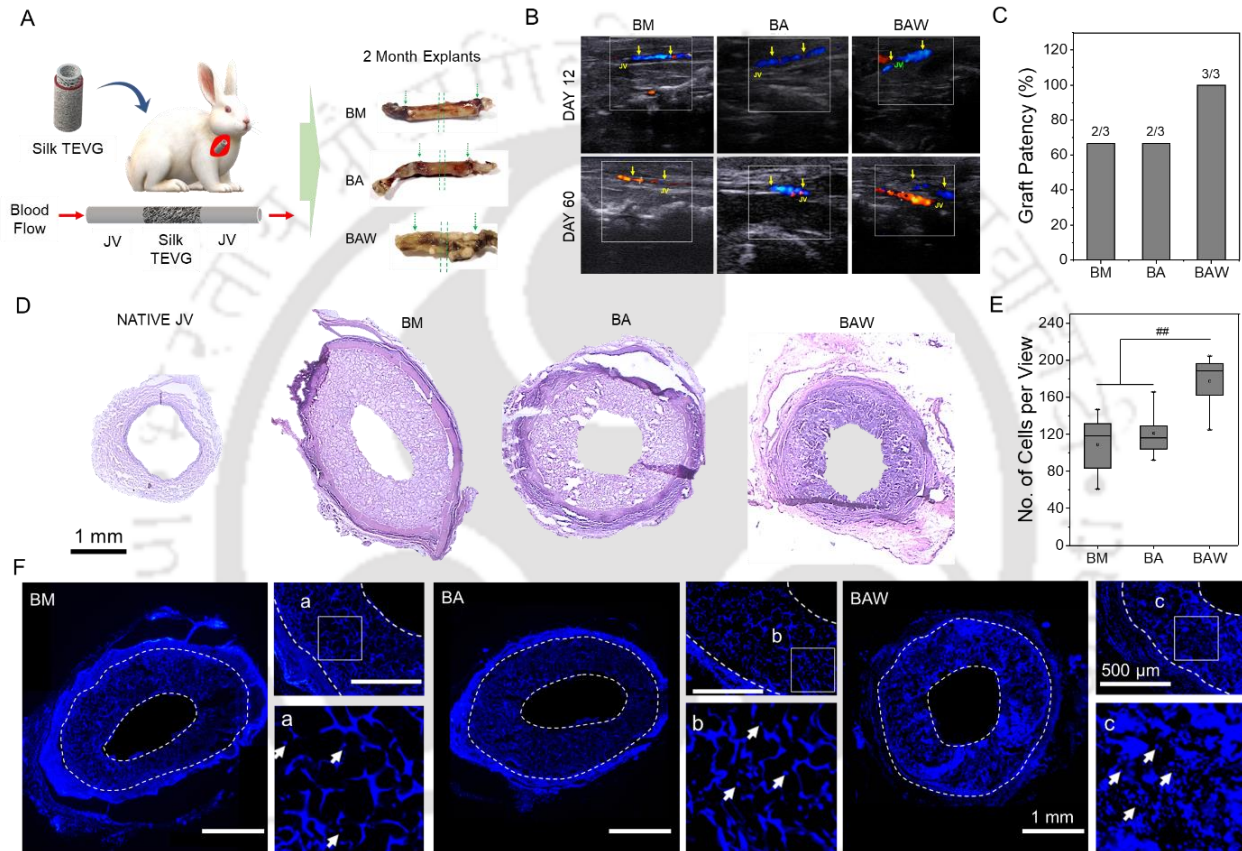 A
Silk TEVG
Blood
Flow
JV
Silk
TEVG
JV
2 Month Explants
BM
BA
BAW
B
BM
BA
BAW
DAY 12
JV
JV
JV
DAY 60
JV
JV
JV
C
Graft Patency (%)
120
100
80
60
40
20
0
2/3
2/3
3/3
BM
BA
BAW
D
NATIVE JV
BM
BA
BAW
1 mm
E
No. of Cells per View
240
200
160
120
80
40
0
##
BM
BA
BAW
F
BM
a
a
BA
b
b
BAW
1 mm
c
500 µm
c